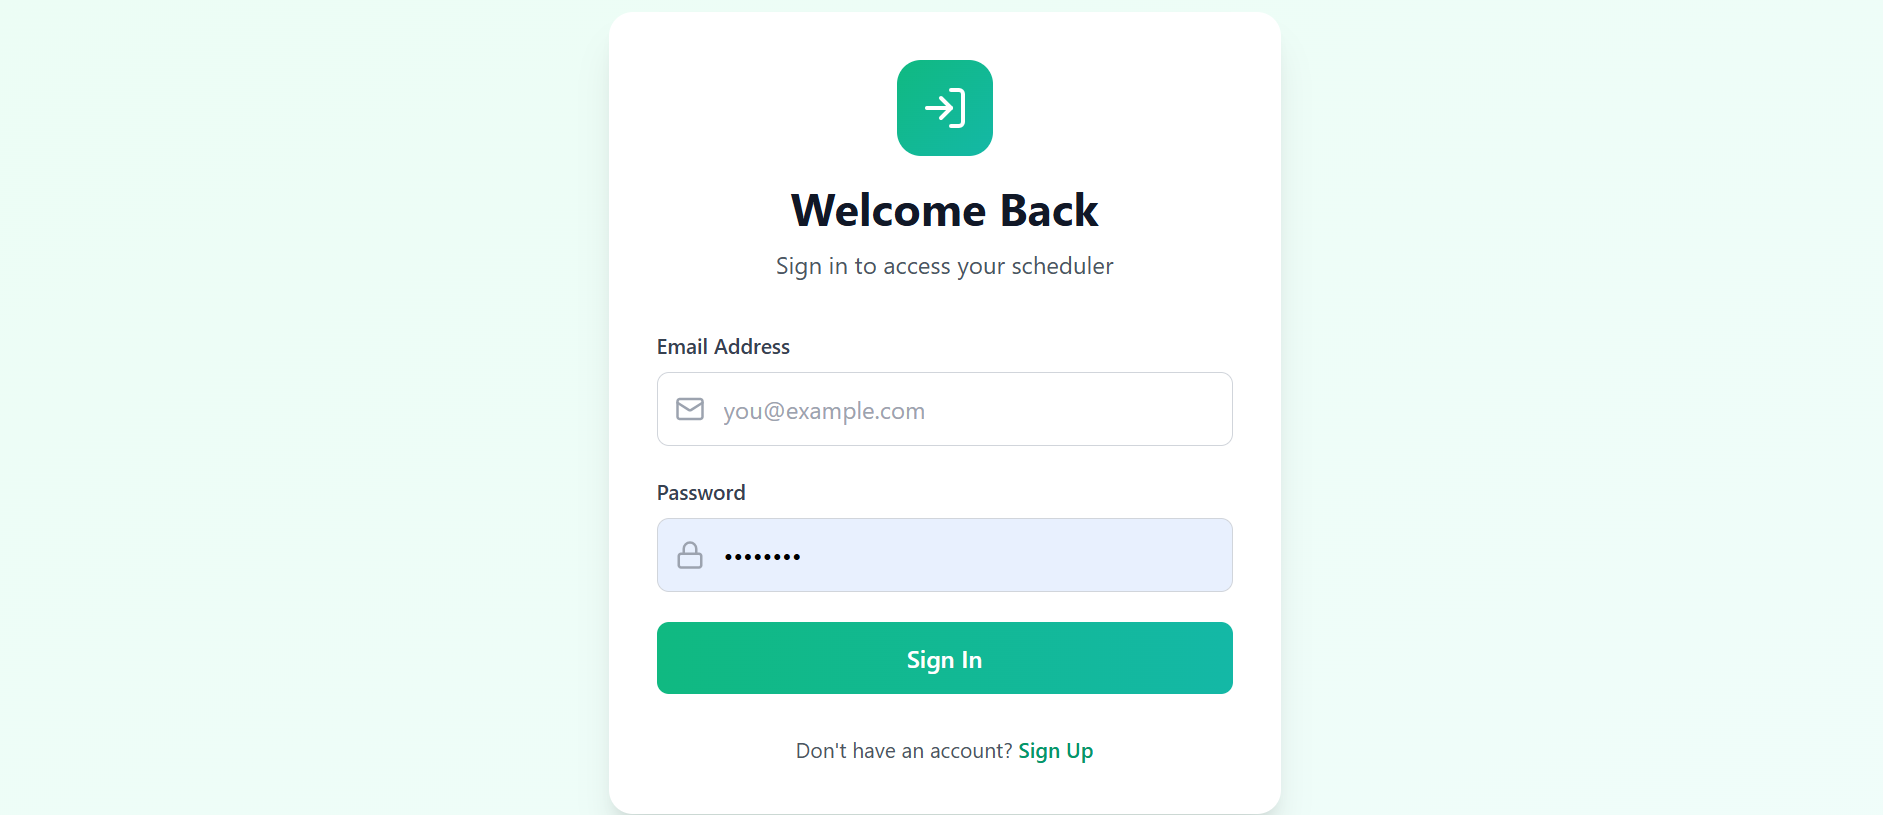 Welcome Back
Sign in to access your scheduler
Email Address
you@example.com
Password
••••••••
Sign In
Don't have an account? Sign Up